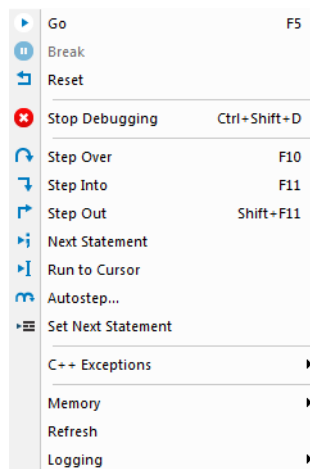 Go F5
Break
Reset
Stop Debugging Ctrl+Shift+D
Step Over F10
Step Into F11
Step Out Shift+F11
Next Statement
Run to Cursor
Autostep...
Set Next Statement
C++ Exceptions
Memory
Refresh
Logging